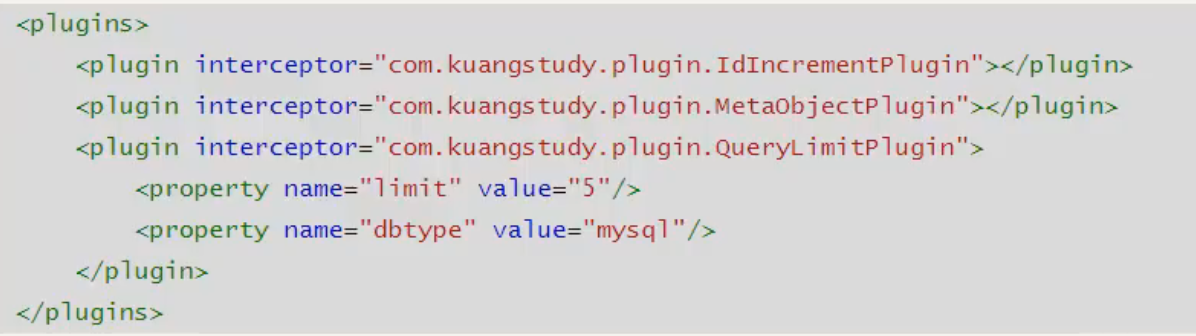 <plugins>
    <plugin interceptor="com.kuangstudy.plugin.IdIncrementPlugin"></plugin>
    <plugin interceptor="com.kuangstudy.plugin.MetaObjectPlugin"></plugin>
    <plugin interceptor="com.kuangstudy.plugin.QueryLimitPlugin">
        <property name="limit" value="5"/>
        <property name="dbtype" value="mysql"/>
    </plugin>
</plugins>